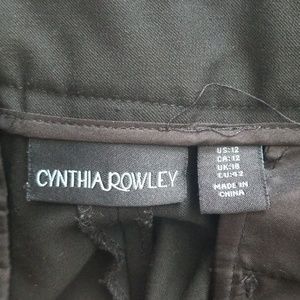 CYNTHIA ROWLEY
US:12
CA:12
UK:16
EU:42
MADE IN
CHINA